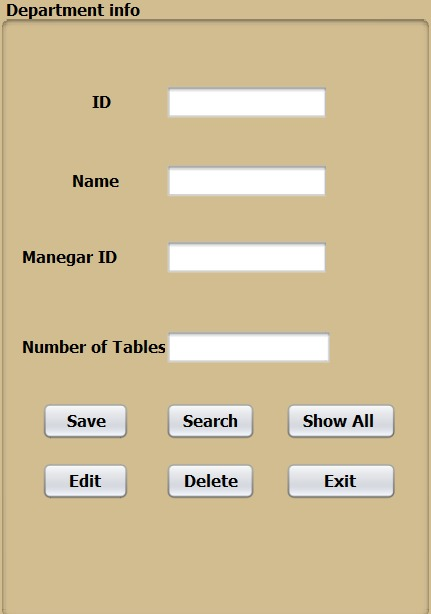 Department info
ID
Name
Manegar ID
Number of Tables
Save Search Show All
Edit Delete Exit